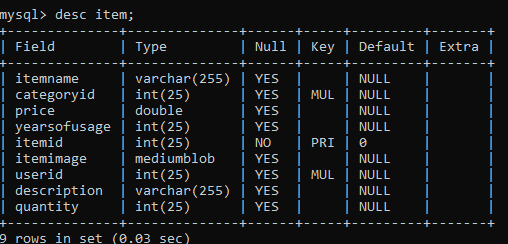 mysql> desc item;
+-------------+--------------+------+-----+---------+-------+
| Field | Type | Null | Key | Default | Extra |
+-------------+--------------+------+-----+---------+-------+
| itemname | varchar(255) | YES | | NULL | |
| categoryid | int(25) | YES | MUL | NULL | |
| price | double | YES | | NULL | |
| yearsofusage | int(25) | YES | | NULL | |
| itemid | int(25) | NO | PRI | 0 | |
| itemimage | mediumblob | YES | | NULL | |
| userid | int(25) | YES | MUL | NULL | |
| description | varchar(255) | YES | | NULL | |
| quantity | int(25) | YES | | NULL | |
+-------------+--------------+------+-----+---------+-------+
9 rows in set (0.03 sec)